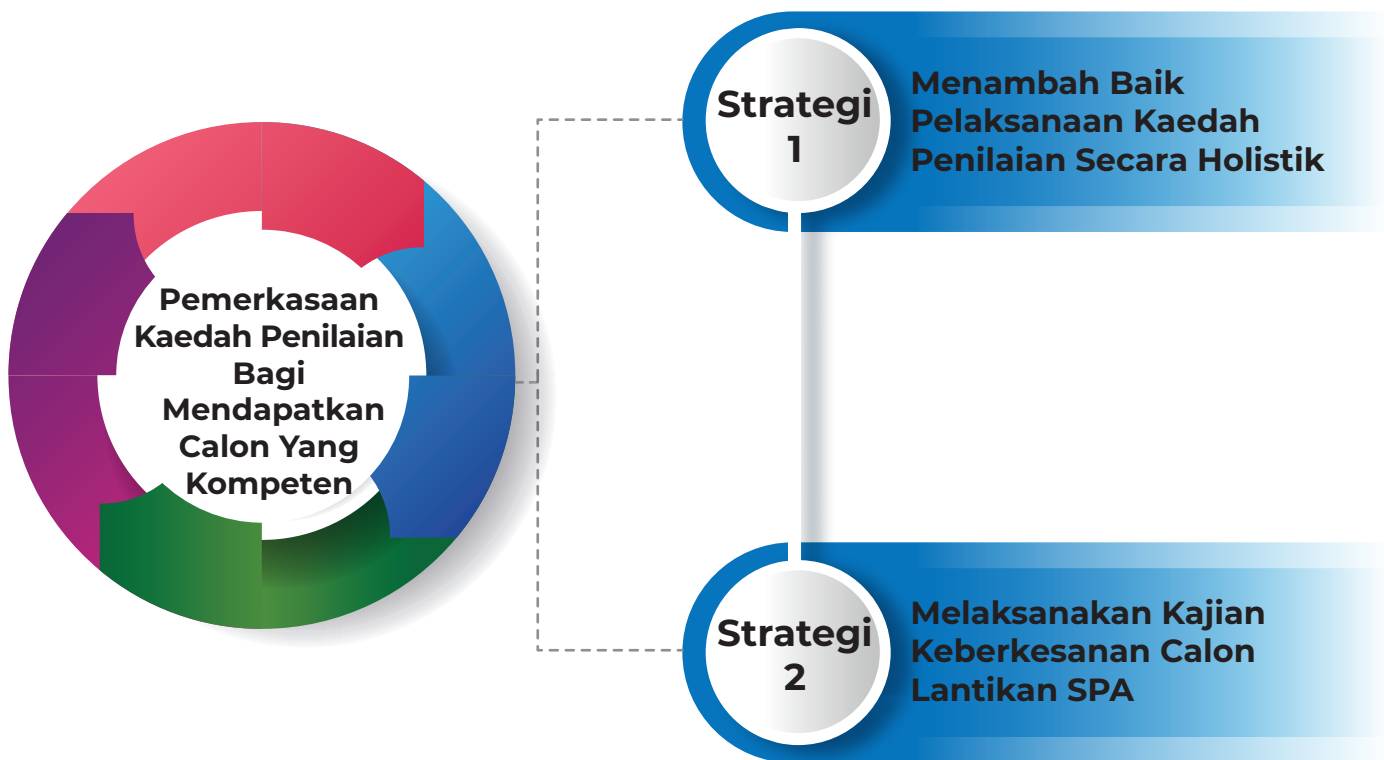 Pemerkasaan
Kaedah Penilaian
Bagi
Mendapatkan
Calon Yang
Kompeten
Strategi
1
Menambah Baik
Pelaksanaan Kaedah
Penilaian Secara Holistik
Strategi
2
Melaksanakan Kajian
Keberkesanan Calon
Lantikan SPA